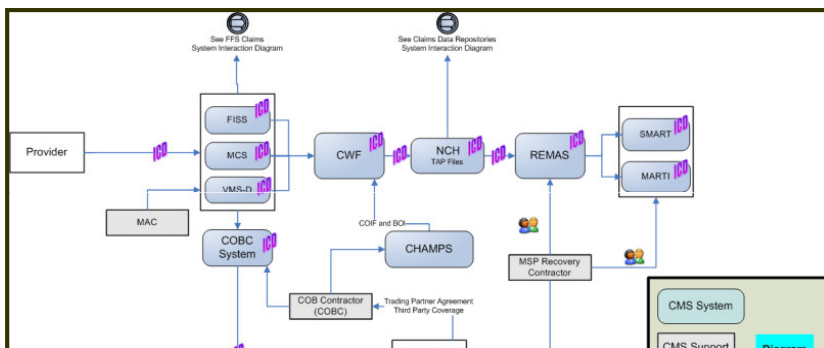 See FFS Claims
System Interaction Diagram
See Claims Data Repositories
System Interaction Diagram
FISS
ICD
SMART
ICD
Provider
ICD
MCS
ICD
CWF
ICD
ICD
NCH
TAP Files
ICD
ICD
REMAS
ICD
MARTI
ICD
VMS-D
ICD
MAC
COIF and BOI
COBC
System
ICD
CHAMPS
MSP Recovery
Contractor
COB Contractor
(COBC)
Trading Partner Agreement
Third Party Coverage
CMS System
CMS Support
Diagram